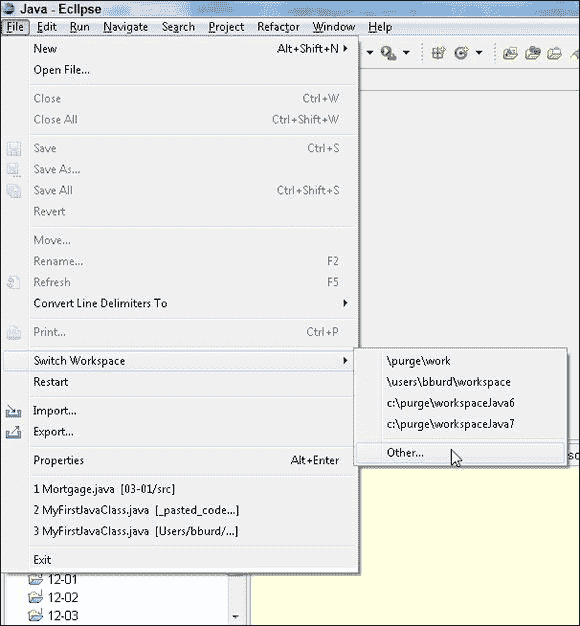 Java - Eclipse
File Edit Run Navigate Search Project Refactor Window Help
New Alt+Shift+N
Open File...
Close Ctrl+W
Close All Ctrl+Shift+W
Save Ctrl+S
Save As...
Save All Ctrl+Shift+S
Revert
Move...
Rename... F2
Refresh F5
Convert Line Delimiters To
Print... Ctrl+P
Switch Workspace
\purge\work
Restart
\users\bburd\workspace
Import...
c:\purge\workspaceJava6
Export...
c:\purge\workspaceJava7
Properties Alt+Enter
Other...
1 Mortgage.java [03-01/src]
2 MyFirstJavaClass.java [_pasted_code...]
3 MyFirstJavaClass.java [Users/bburd/...]
Exit
12-01
12-02
12-03